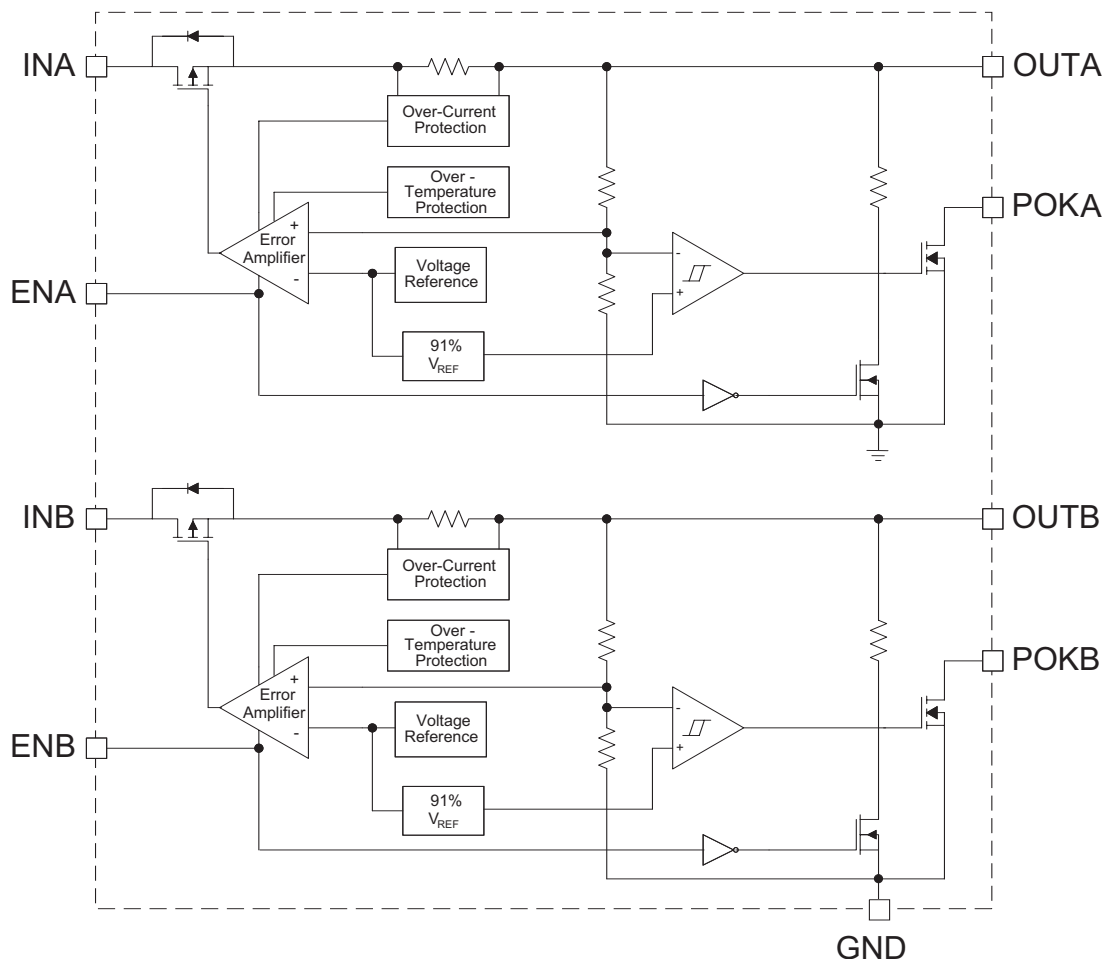 INA
OUTA
Over-Current
Protection
Over -
Temperature
Protection
POKA
+
Error
Amplifier
-
Voltage
Reference
-
+
ENA
91%
VREF
INB
OUTB
Over-Current
Protection
Over -
Temperature
Protection
POKB
+
Error
Amplifier
-
Voltage
Reference
-
+
ENB
91%
VREF
GND